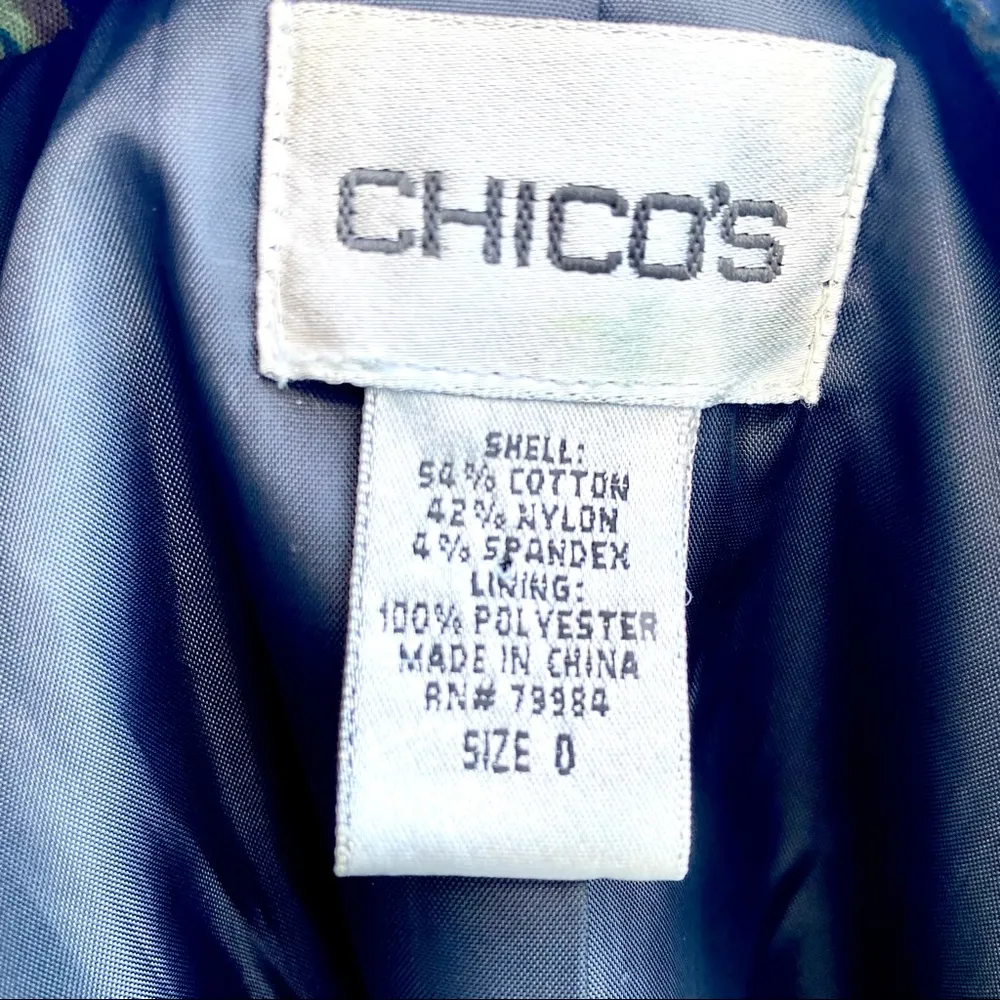 CHICO'S
SHELL:
54% COTTON
42% NYLON
4% SPANDEX
LINING:
100% POLYESTER
MADE IN CHINA
RN# 79984
SIZE 0